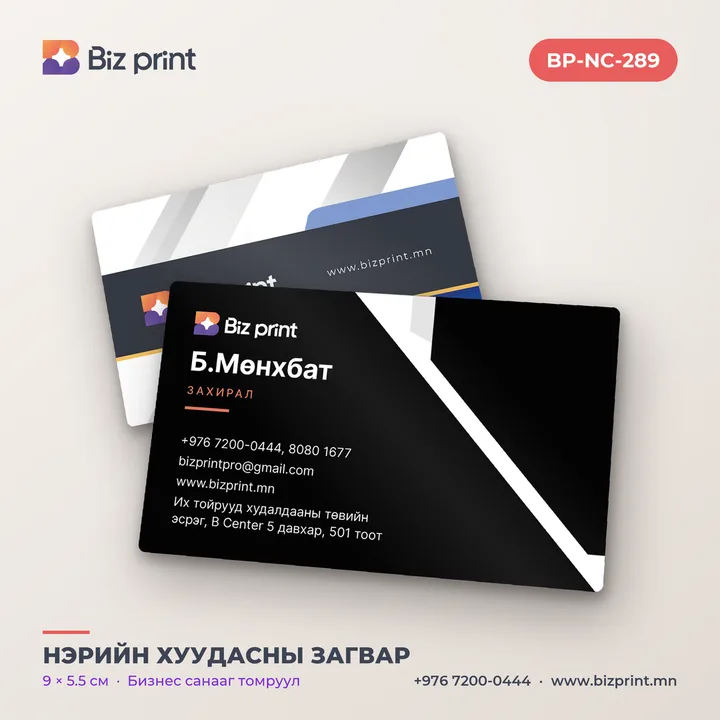 Biz print
BP-NC-289
www.bizprint.mn
Biz print
Б.Мөнхбат
ЗАХИРАЛ
+976 7200-0444, 8080 1677
bizprintpro@gmail.com
www.bizprint.mn
Их тойрууд худалдааны төвийн
эсрэг, B Center 5 давхар, 501 тоот
НЭРИЙН ХУУДАСНЫ ЗАГВАР
9 × 5.5 см · Бизнес санааг томруул
+976 7200-0444 · www.bizprint.mn